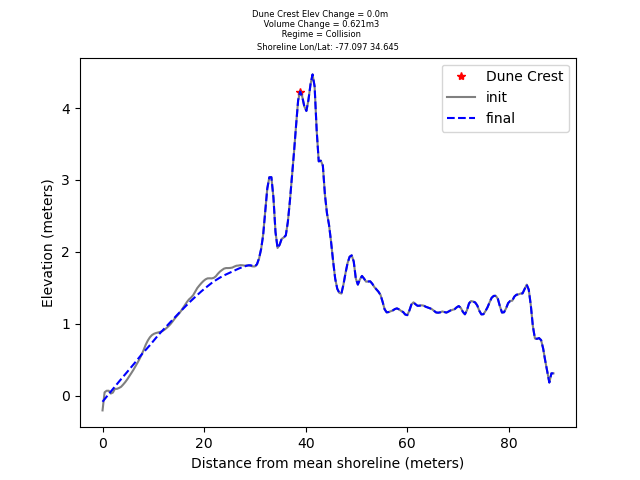 Dune Crest Elev Change = 0.0m
Volume Change = 0.621m3
Regime = Collision
Shoreline Lon/Lat: -77.097 34.645
Dune Crest
init
final
Elevation (meters)
4
3
2
1
0
0 20 40 60 80
Distance from mean shoreline (meters)